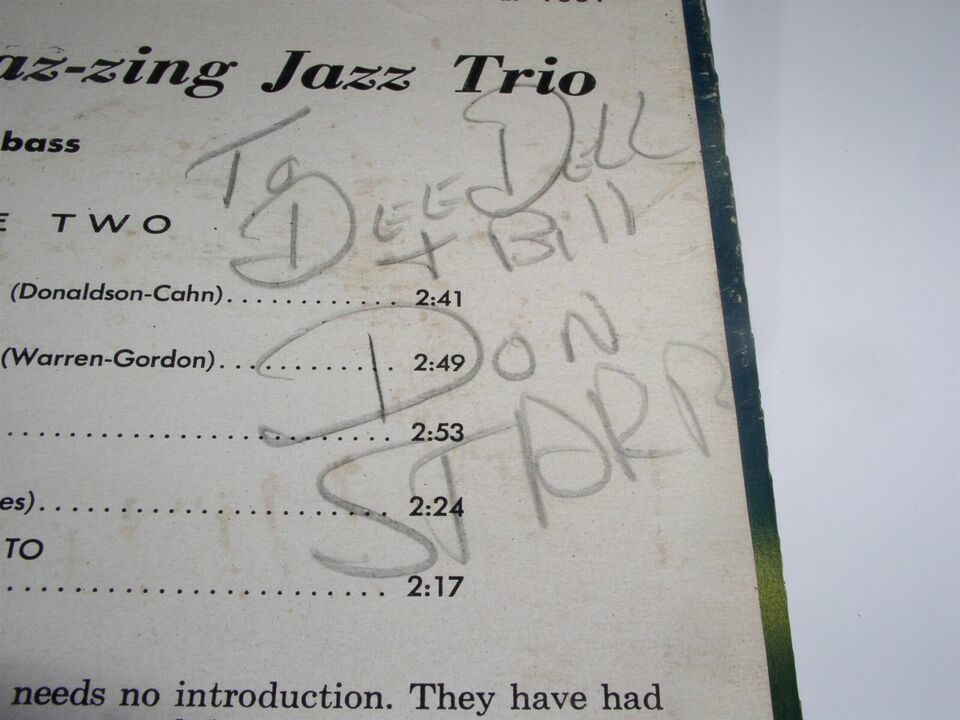 az-zing Jazz Trio
bass
To
Dee Dell
+ Bill
E TWO
(Donaldson-Cahn)............ 2:41
(Warren-Gordon)............ 2:49
Don
............................ 2:53
Starr
es)........................ 2:24
TO
............................ 2:17
needs no introduction. They have had